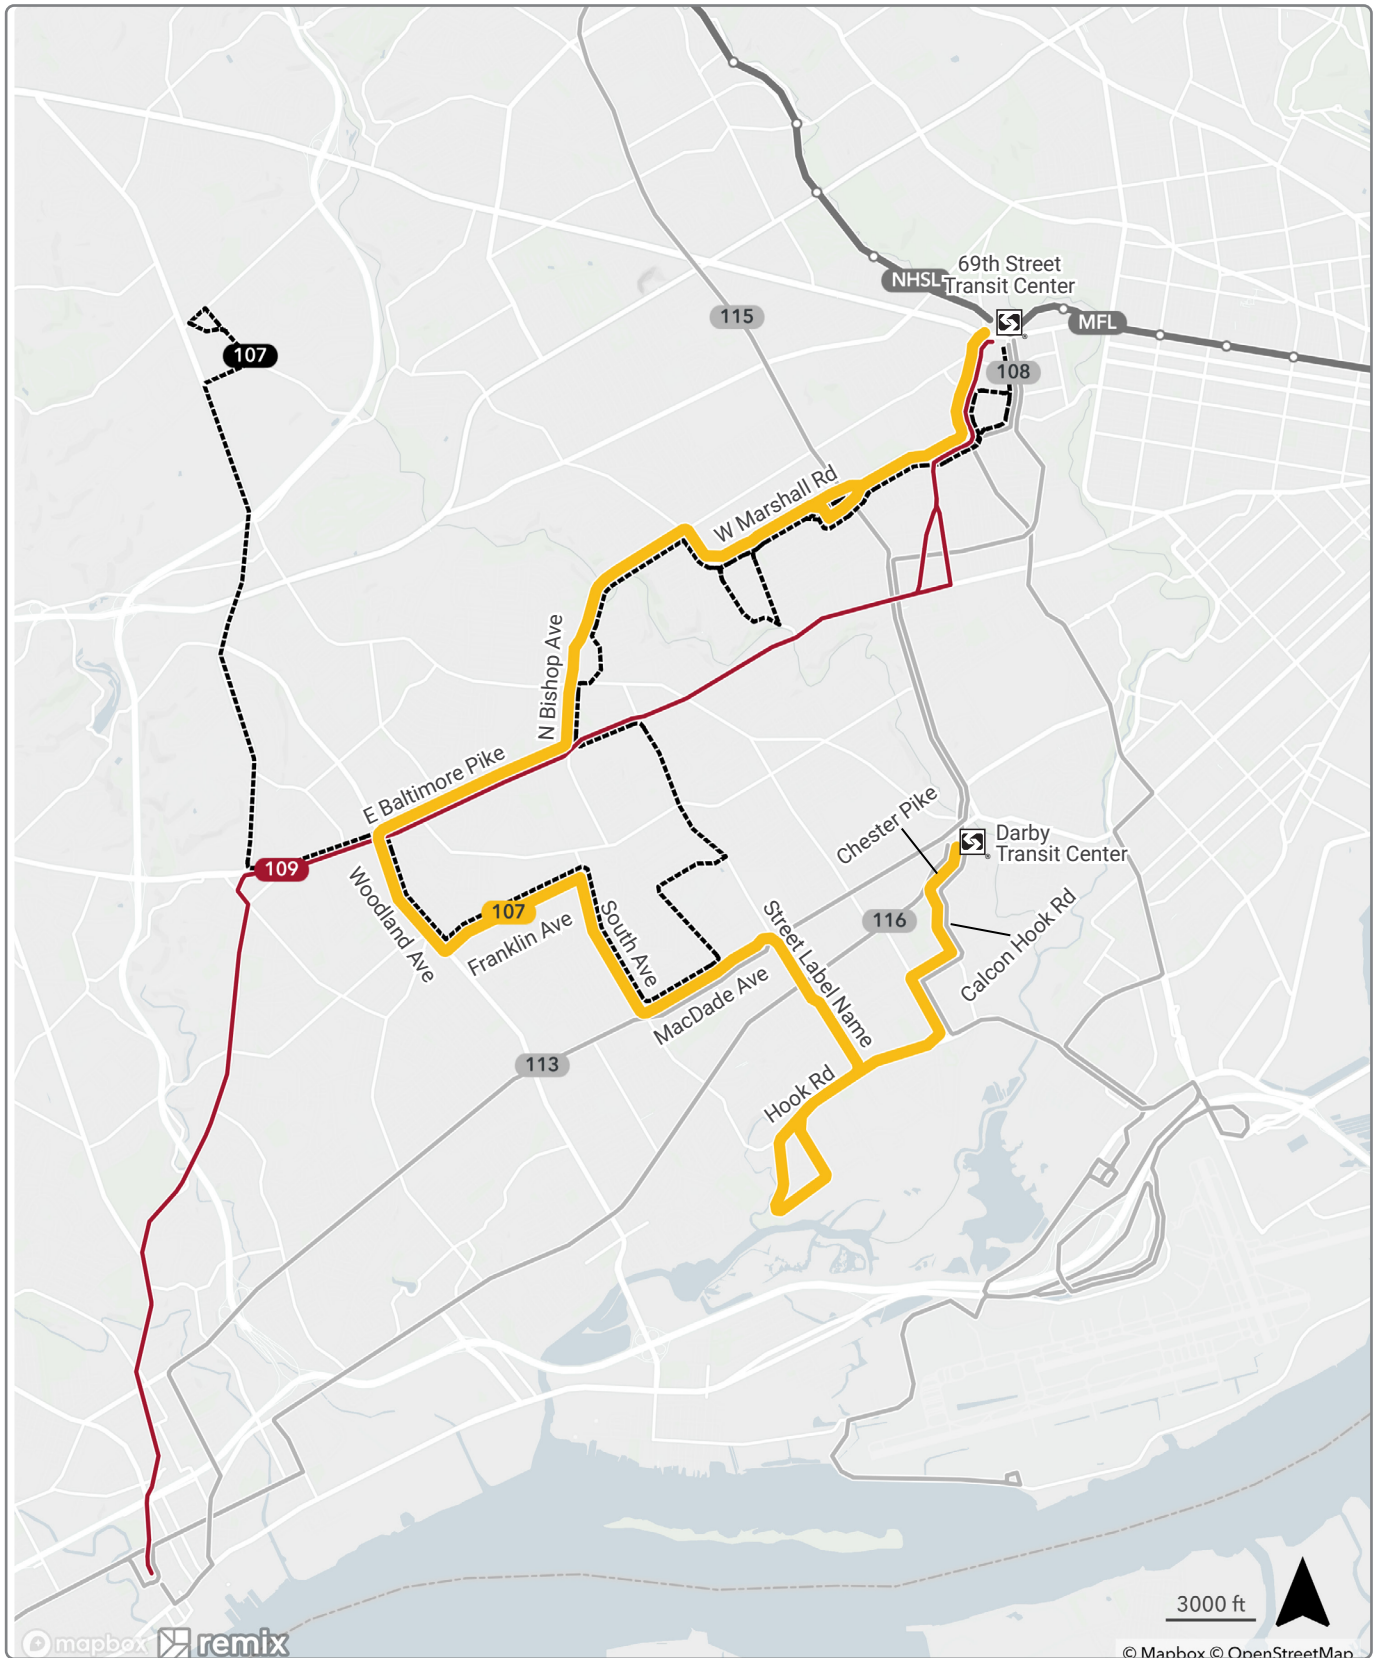 69th Street
Transit Center
NHSL
MFL
115
107
108
W Marshall Rd
N Bishop Ave
E Baltimore Pike
Chester Pike
Darby
Transit Center
109
Woodland Ave
107
Franklin Ave
South Ave
Street Label Name
116
Calcon Hook Rd
MacDade Ave
113
Hook Rd
3000 ft
mapbox
remix
© Mapbox © OpenStreetMap